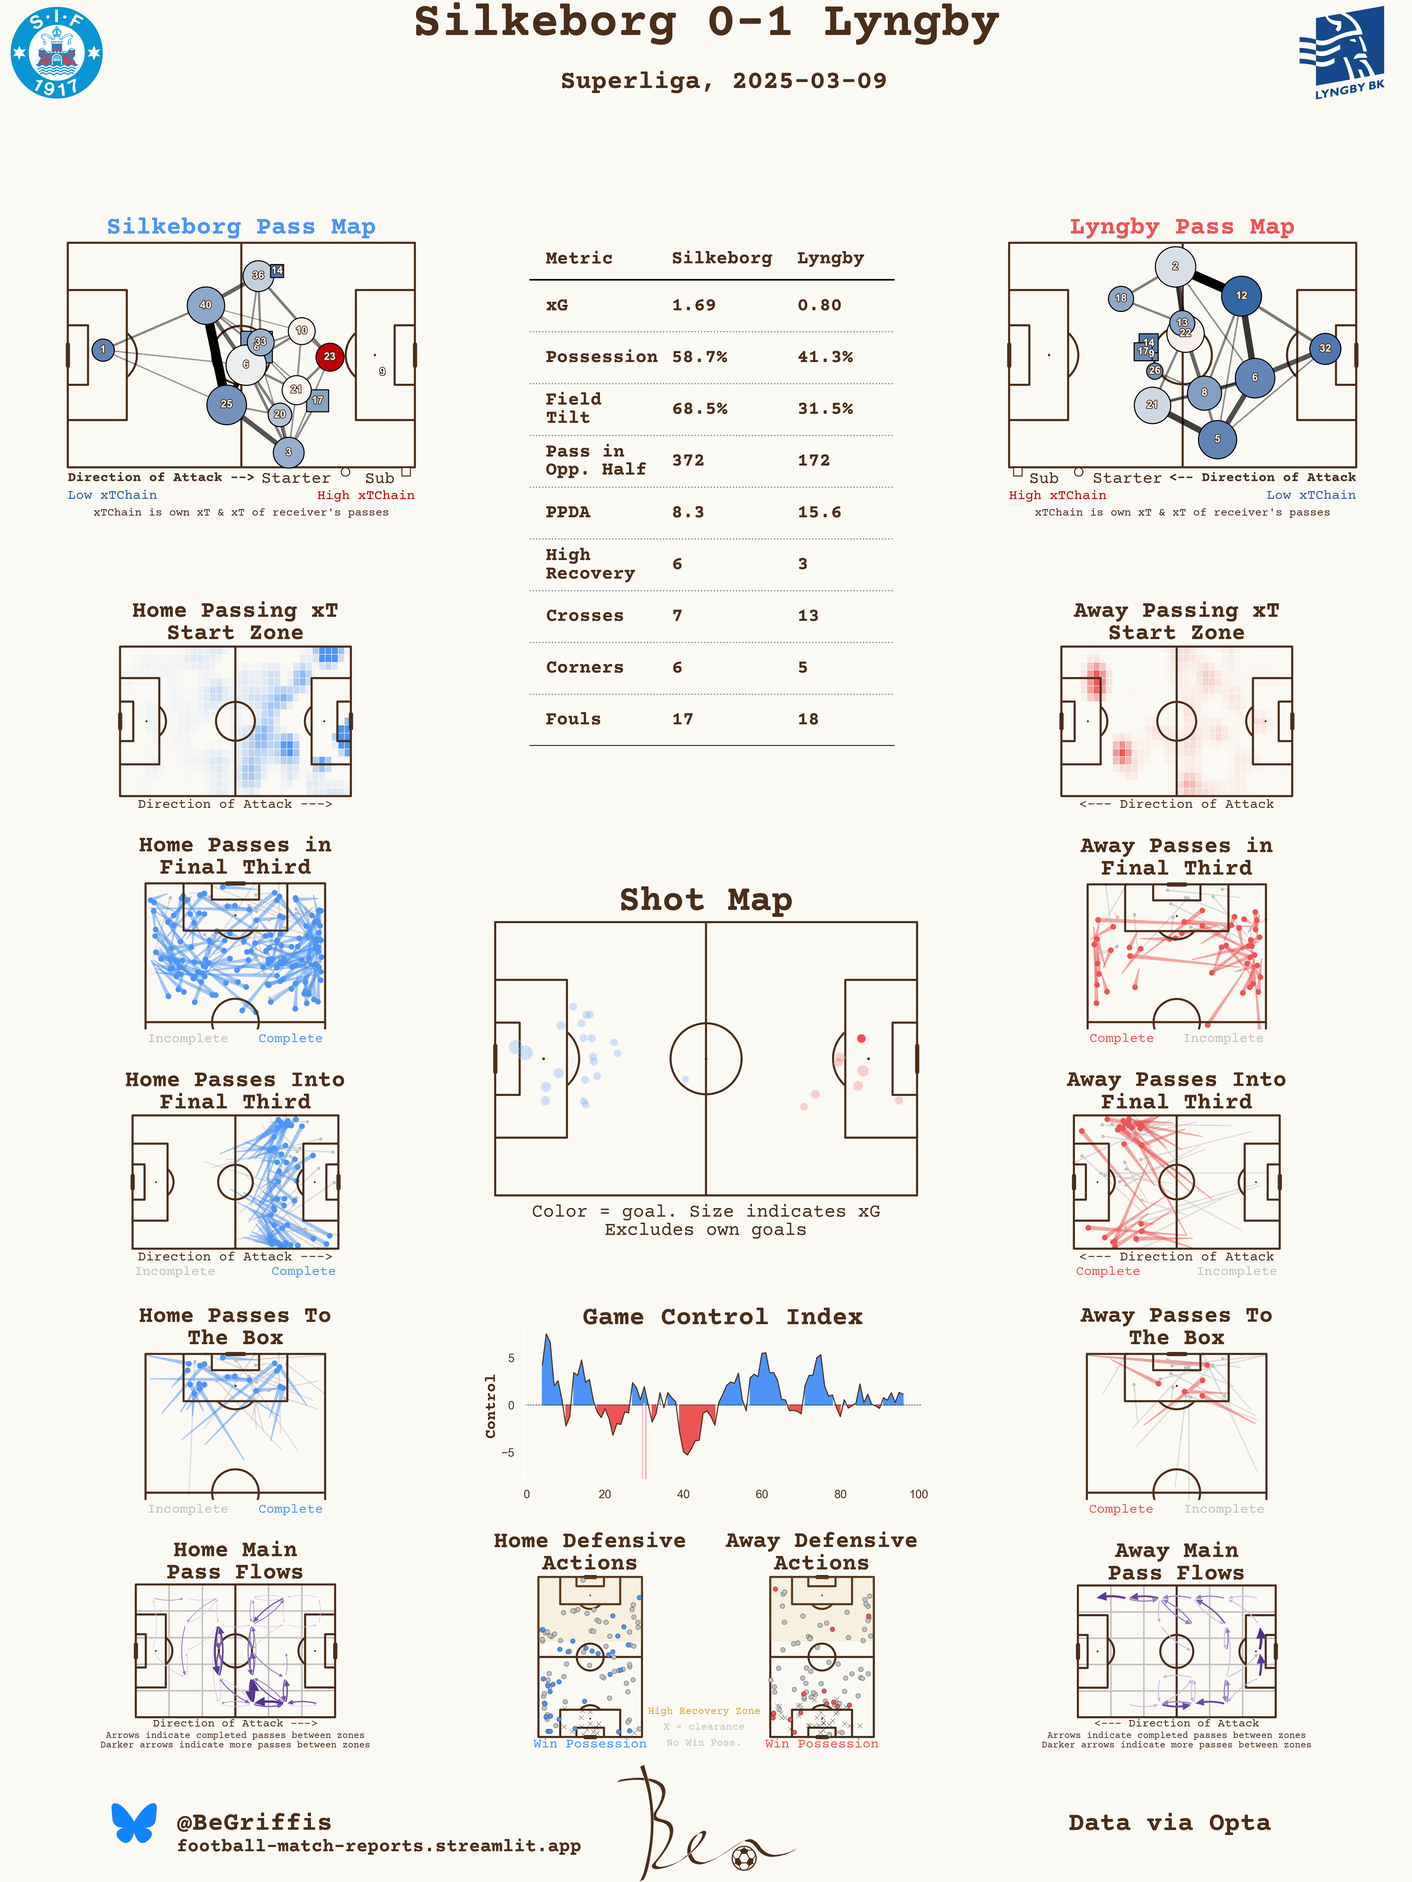 Silkeborg 0-1 Lyngby
Superliga, 2025-03-09
S·I·F
1917
LYNGBY BK
Silkeborg Pass Map
36
14
40
1
33
10
6
23
9
21
25
20
17
3
Direction of Attack --> Starter Sub
Low xTChain High xTChain
xTChain is own xT & xT of receiver's passes
Metric Silkeborg Lyngby
xG 1.69 0.80
Possession 58.7% 41.3%
Field
Tilt 68.5% 31.5%
Pass in
Opp. Half 372 172
PPDA 8.3 15.6
High
Recovery 6 3
Crosses 7 13
Corners 6 5
Fouls 17 18
Lyngby Pass Map
2
18
12
13
22
14
17
9
32
26
6
8
21
5
Sub Starter <-- Direction of Attack
High xTChain Low xTChain
xTChain is own xT & xT of receiver's passes
Home Passing xT
Start Zone
Direction of Attack --->
Away Passing xT
Start Zone
<--- Direction of Attack
Home Passes in
Final Third
Incomplete Complete
Away Passes in
Final Third
Complete Incomplete
Shot Map
Color = goal. Size indicates xG
Excludes own goals
Home Passes Into
Final Third
Direction of Attack --->
Incomplete Complete
Away Passes Into
Final Third
<--- Direction of Attack
Complete Incomplete
Home Passes To
The Box
Incomplete Complete
Game Control Index
Control
5
0
−5
0 20 40 60 80 100
Away Passes To
The Box
Complete Incomplete
Home Main
Pass Flows
Direction of Attack --->
Arrows indicate completed passes between zones
Darker arrows indicate more passes between zones
Home Defensive
Actions
Win Possession
High Recovery Zone
X = clearance
No Win Poss.
Away Defensive
Actions
Win Possession
Away Main
Pass Flows
<--- Direction of Attack
Arrows indicate completed passes between zones
Darker arrows indicate more passes between zones
@BeGriffis
football-match-reports.streamlit.app
Ben
Data via Opta